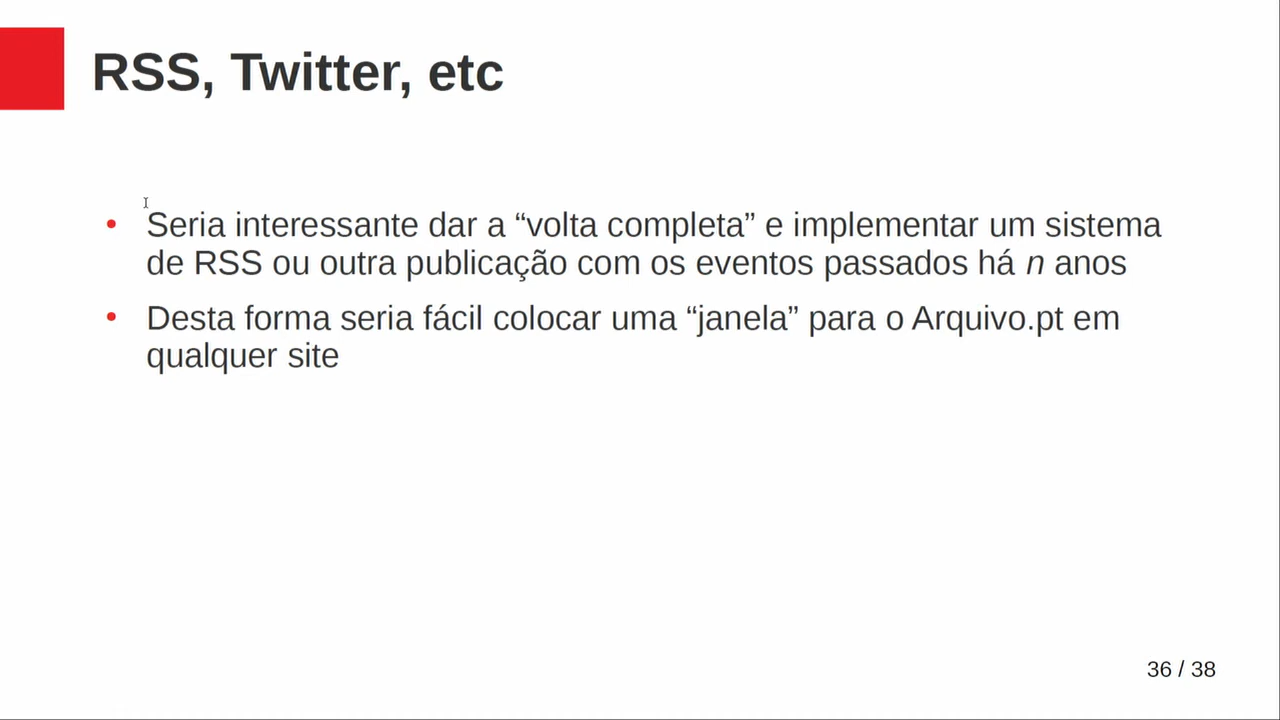 RSS, Twitter, etc
• Seria interessante dar a “volta completa” e implementar um sistema
de RSS ou outra publicação com os eventos passados há n anos
• Desta forma seria fácil colocar uma “janela” para o Arquivo.pt em
qualquer site
36 / 38